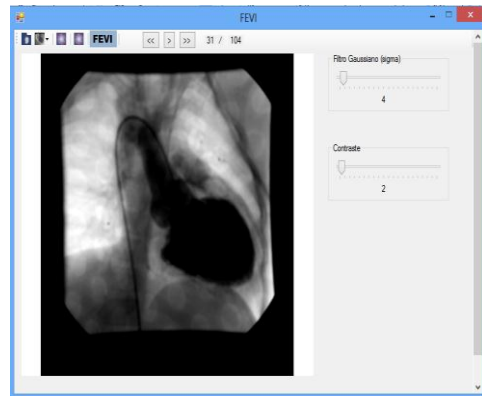 FEVI
FEVI << > >> 31 / 104
Filtro Gaussiano (sigma)
4
Contraste
2